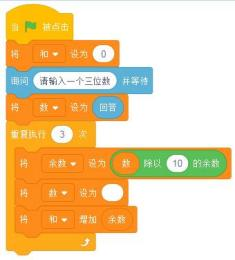 当 被点击
将 和 设为 0
询问 请输入一个三位数 并等待
将 数 设为 回答
重复执行 3 次
将 余数 设为 数 除以 10 的余数
将 数 设为
将 和 增加 余数